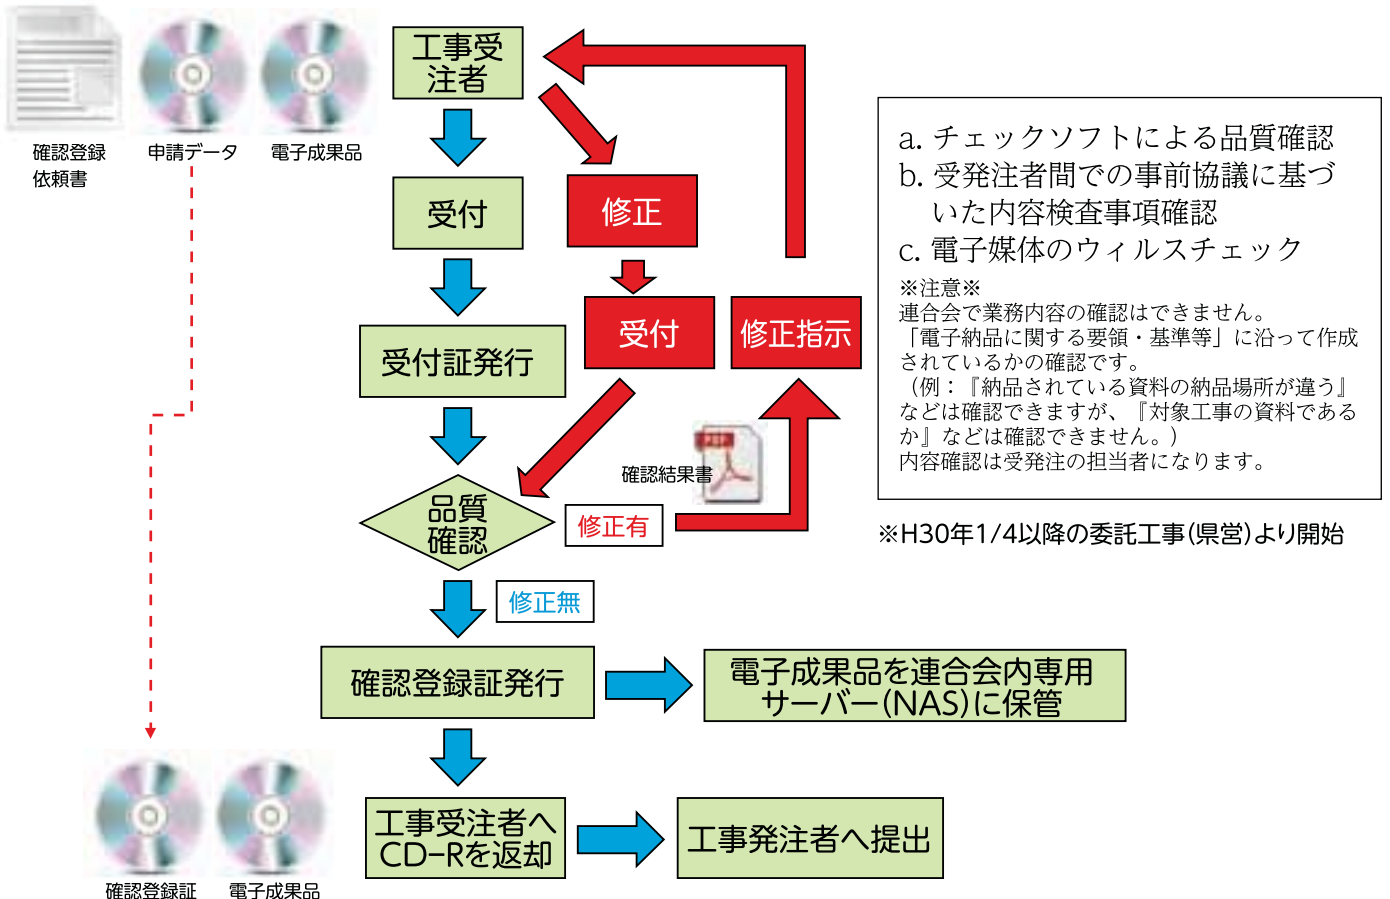 工事受
注者
確認登録
依頼書
申請データ
電子成果品
受付
修正
受付証発行
受付
修正指示
確認結果書
PDF
品質
確認
修正有
修正無
確認登録証発行
電子成果品を連合会内専用
サーバー(NAS)に保管
工事受注者へ
CD-Rを返却
工事発注者へ提出
確認登録証
電子成果品
a. チェックソフトによる品質確認
b. 受発注者間での事前協議に基づ
いた内容検査事項確認
c. 電子媒体のウィルスチェック
※注意※
連合会で業務内容の確認はできません。
「電子納品に関する要領・基準等」に沿って作成
されているかの確認です。
（例：『納品されている資料の納品場所が違う』
などは確認できますが、『対象工事の資料である
か』などは確認できません。)
内容確認は受発注の担当者になります。
※H30年1/4以降の委託工事(県営)より開始